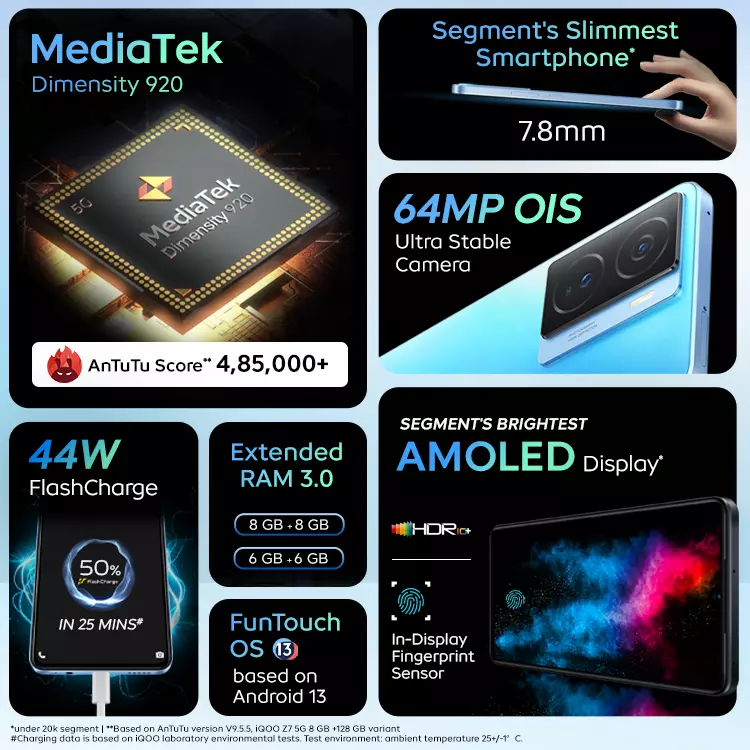 MediaTek
Dimensity 920
5G
MediaTek
Dimensity 920
AnTuTu Score** 4,85,000+
Segment's Slimmest
Smartphone*
7.8mm
64MP OIS
Ultra Stable
Camera
44W
FlashCharge
50%
FlashCharge
IN 25 MINS#
Extended
RAM 3.0
8 GB + 8 GB
6 GB + 6 GB
FunTouch
OS 13
based on
Android 13
SEGMENT'S BRIGHTEST
AMOLED Display*
HDR10+
In-Display
Fingerprint
Sensor
*under 20k segment | **Based on AnTuTu version V9.5.5, iQOO Z7 5G 8 GB +128 GB variant
#Charging data is based on iQOO laboratory environmental tests. Test environment: ambient temperature 25+/-1° C.